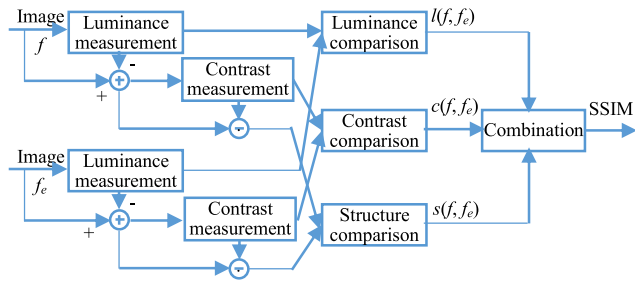 Image
f
Luminance
measurement
-
+
+
Contrast
measurement
-
Luminance
comparison
l(f, fe)
Contrast
comparison
c(f, fe)
Combination
SSIM
Image
fe
Luminance
measurement
-
+
+
Contrast
measurement
-
Structure
comparison
s(f, fe)